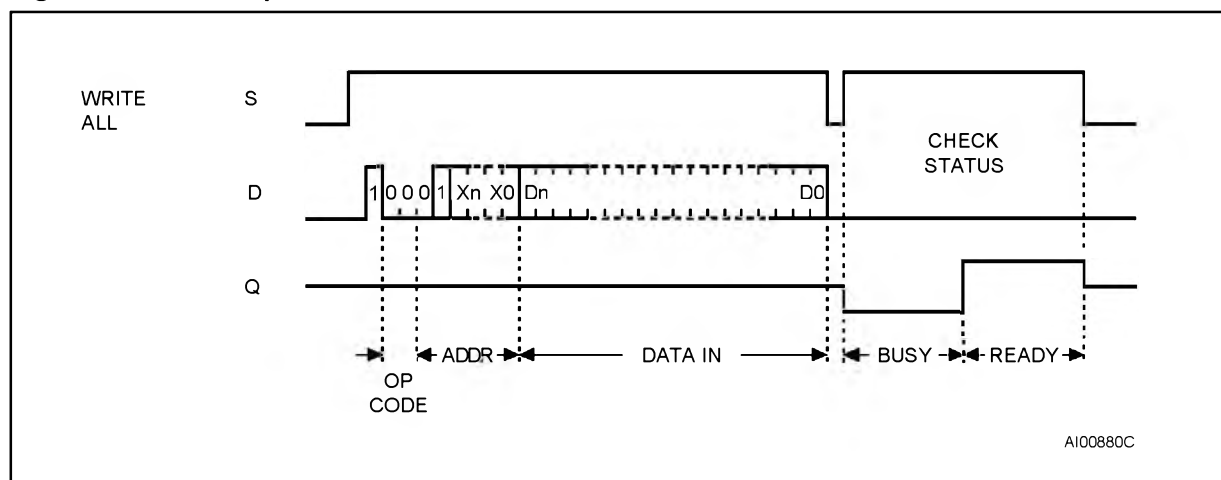 WRITE ALL
S
CHECK STATUS
D
1 0 0 0 1 Xn X0 Dn D0
Q
ADDR DATA IN BUSY READY
OP CODE
AI00880C